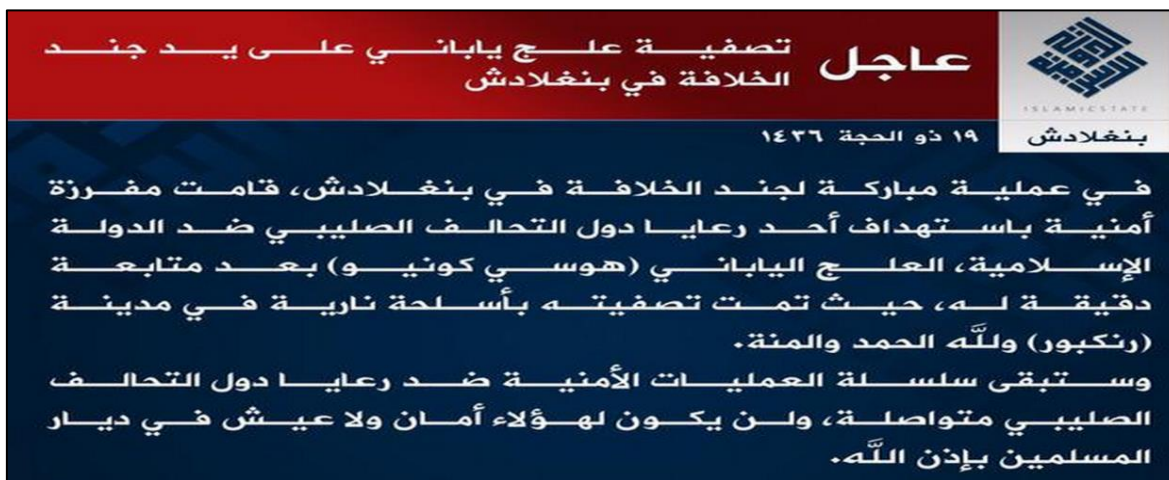 عاجل
تصفية علج ياباني على يد جند
الخلافة في بنغلادش
ISLAMICSTATE
بنغلادش
١٩ ذو الحجة ١٤٣٦
في عملية مباركة لجند الخلافة في بنغلادش، قامت مفرزة
أمنية باستهداف أحد رعايا دول التحالف الصليبي ضد الدولة
الإسلامية، العلج الياباني (هوسي كونيو) بعد متابعة
دقيقة له، حيث تمت تصفيته بأسلحة نارية في مدينة
(رنكبور) ولله الحمد والمنة.
وستبقى سلسلة العمليات الأمنية ضد رعايا دول التحالف
الصليبي متواصلة، ولن يكون لهؤلاء أمان ولا عيش في ديار
المسلمين بإذن الله.